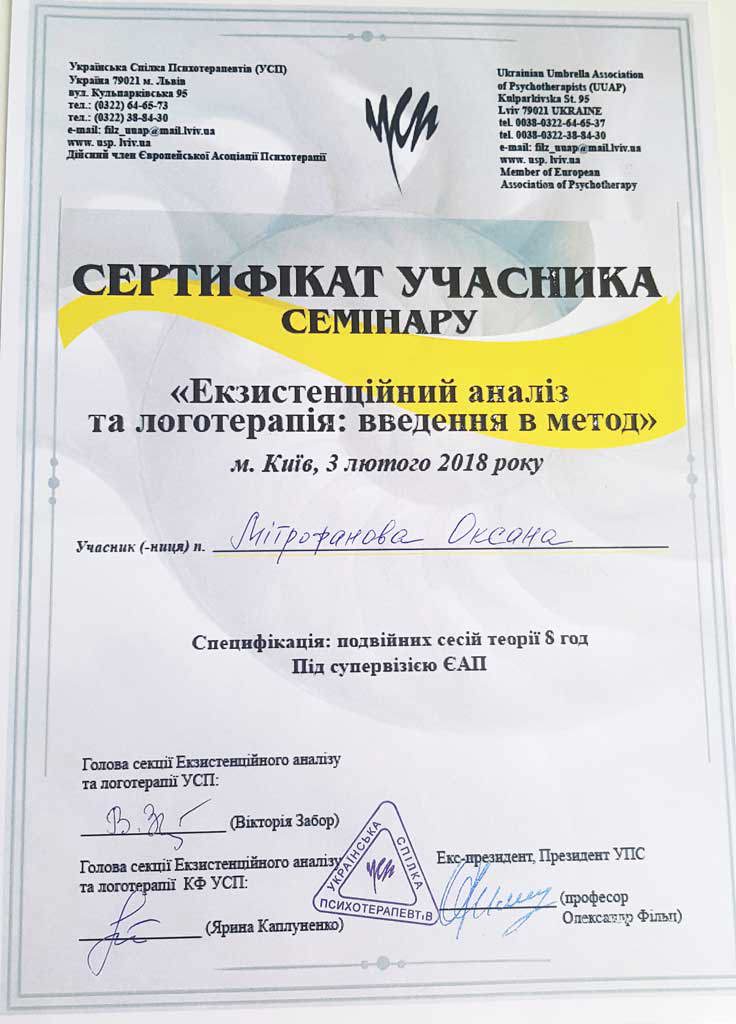 Українська Спілка Психотерапевтів (УСП)
Україна 79021 м. Львів
вул. Кульпарківська 95
тел.: (0322) 64-65-73
тел.: (0322) 38-84-30
e-mail: filz_uuap@mail.lviv.ua
www. usp. lviv.ua
Дійсний член Європейської Асоціації Психотерапії
усп
Ukrainian Umbrella Association
of Psychotherapists (UUAP)
Kulparkivska St. 95
Lviv 79021 UKRAINE
tel. 0038-0322-64-65-37
tel. 0038-0322-38-84-30
e-mail: filz_uuap@mail.lviv.ua
www. usp. lviv.ua
Member of European
Association of Psychotherapy
СЕРТИФІКАТ УЧАСНИКА
СЕМІНАРУ
«Екзистенційний аналіз
та логотерапія: введення в метод»
м. Київ, 3 лютого 2018 року
Учасник (-ниця) п. Мітрофанова Оксана
Специфікація: подвійних сесій теорії 8 год
Під супервізією ЄАП
Голова секції Екзистенційного аналізу
та логотерапії УСП:
(Вікторія Забор)
Голова секції Екзистенційного аналізу
та логотерапії КФ УСП:
(Ярина Каплуненко)
УКРАЇНСЬКА СПІЛКА ПСИХОТЕРАПЕВТІВ
усп
Екс-президент, Президент УПС
(професор
Олександр Фільц)